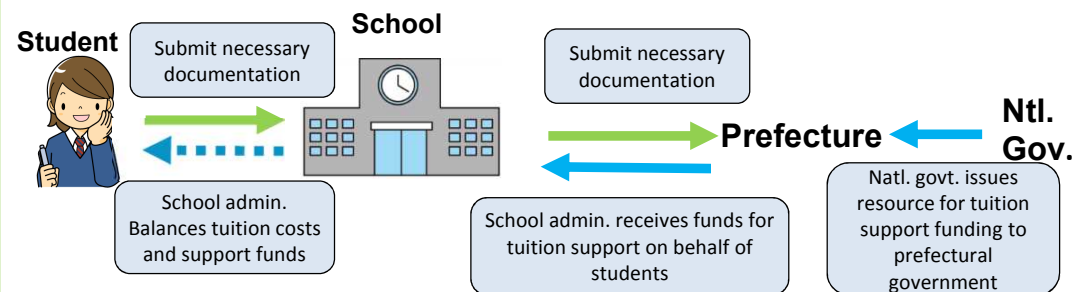 Student
Submit necessary
documentation
School
Submit necessary
documentation
Prefecture
Ntl.
Gov.
School admin.
Balances tuition costs
and support funds
School admin. receives funds for
tuition support on behalf of
students
Natl. govt. issues
resource for tuition
support funding to
prefectural
government